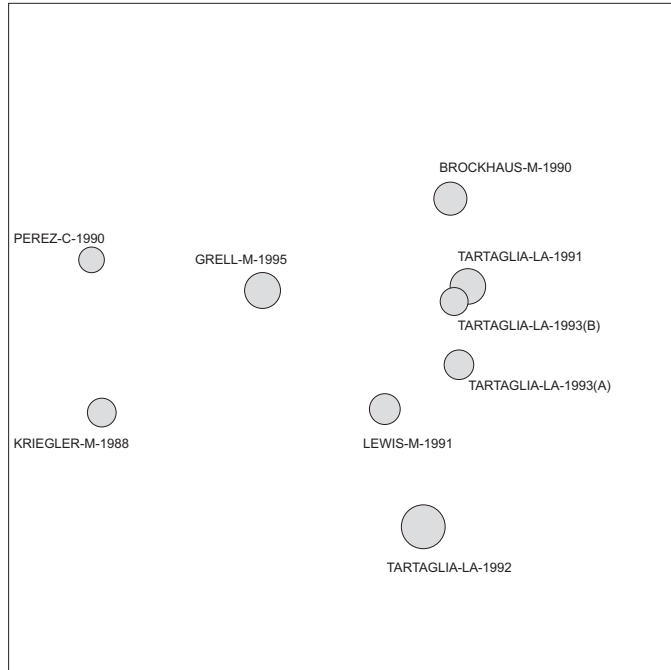 BROCKHAUS-M-1990
PEREZ-C-1990
GRELL-M-1995
TARTAGLIA-LA-1991
TARTAGLIA-LA-1993(B)
TARTAGLIA-LA-1993(A)
KRIEGLER-M-1988
LEWIS-M-1991
TARTAGLIA-LA-1992